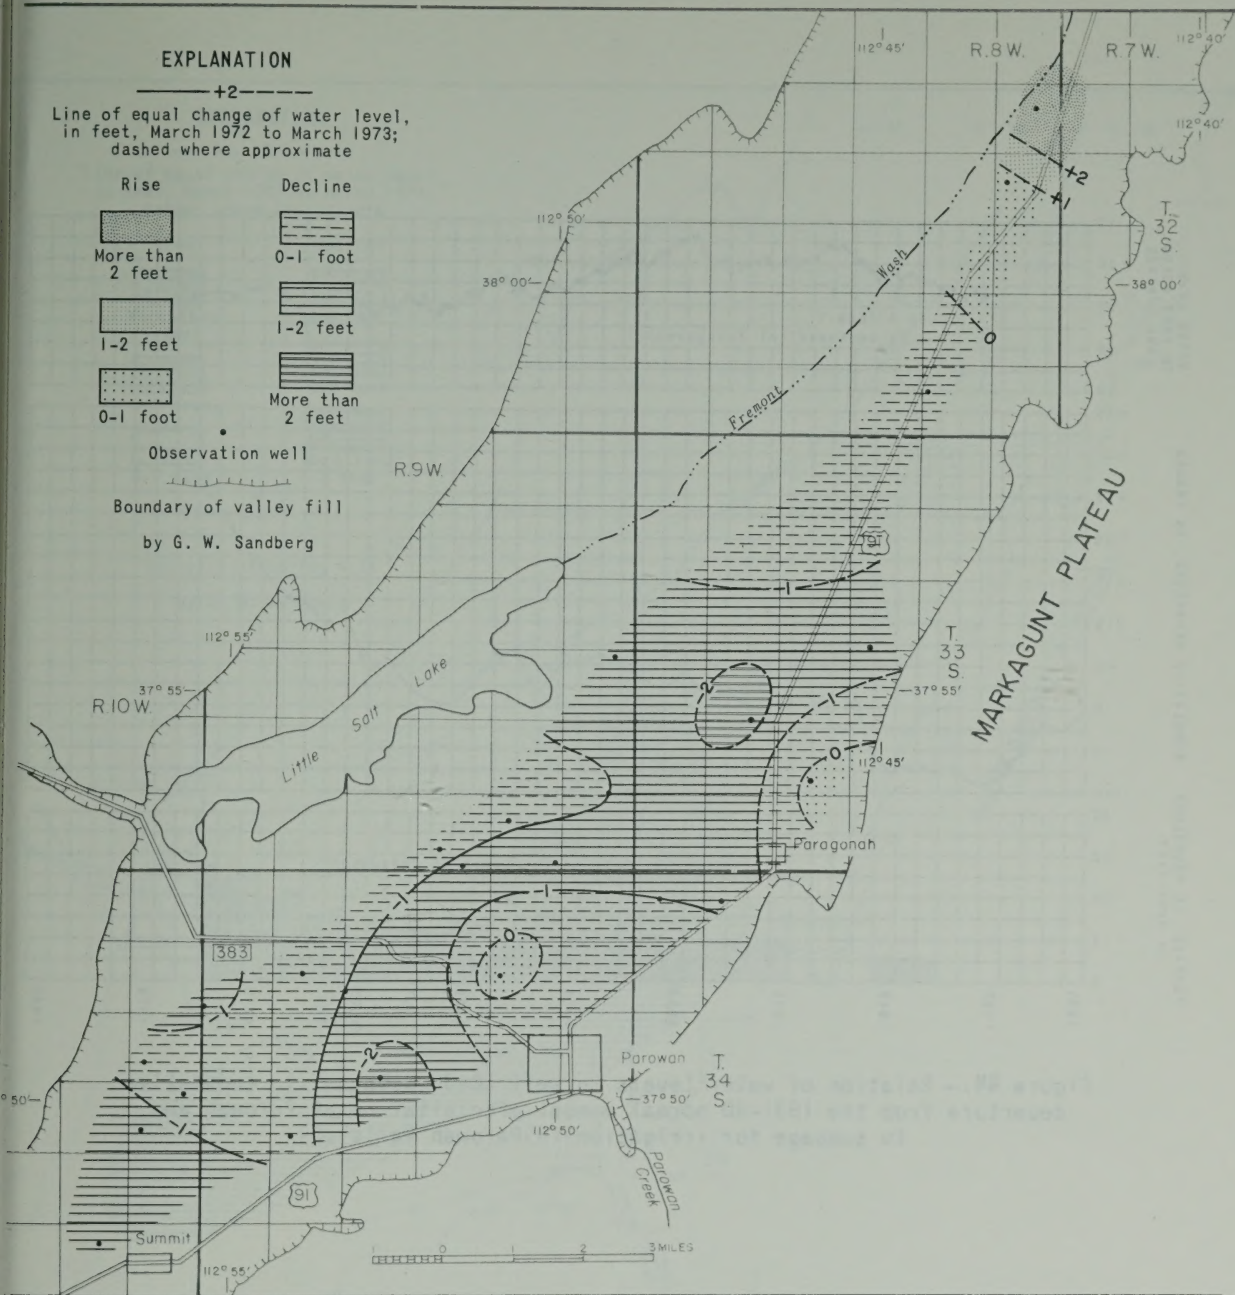 EXPLANATION
+2
Line of equal change of water level,
in feet, March 1972 to March 1973;
dashed where approximate
Rise
Decline
More than
2 feet
0-1 foot
1-2 feet
1-2 feet
0-1 foot
More than
2 feet
Observation well
Boundary of valley fill
by G. W. Sandberg
112° 45'
R.8W.
R.7W.
112° 40'
112° 40'
+2
+1
T.
32
S.
112° 50'
38° 00'
Wash
38° 00'
0
Fremont
R.9W.
91
MARKAGUNT PLATEAU
-1
T.
33
S.
112° 55'
37° 55'
R.10W.
Little Salt Lake
-2
-1
37° 55'
0
112° 45'
Paragonah
-1
-1
0
383
-1
-2
Parowan
T.
34
S.
° 50'
37° 50'
-1
112° 50'
Parowan
Creek
91
Summit
1 0 1 2 3 MILES
112° 55'